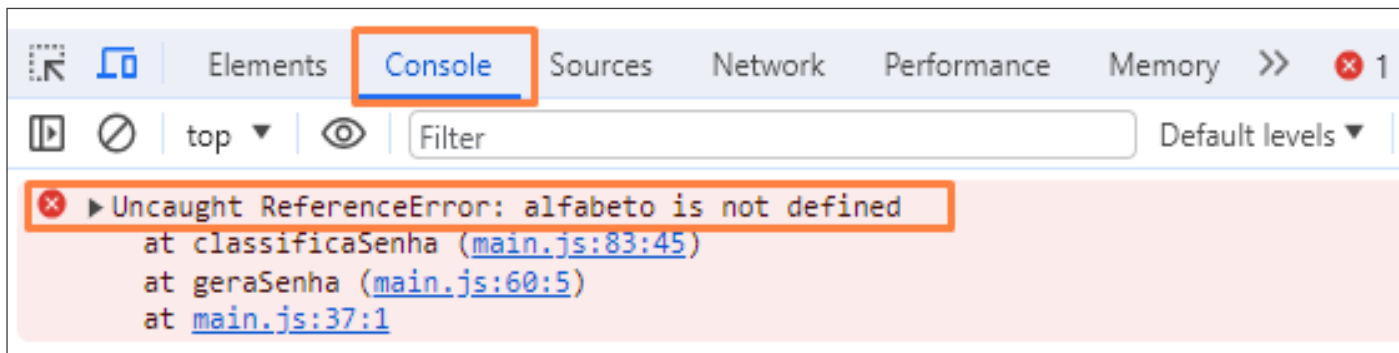 Elements Console Sources Network Performance Memory 1
top Filter Default levels
Uncaught ReferenceError: alfabeto is not defined
at classificaSenha (main.js:83:45)
at geraSenha (main.js:60:5)
at main.js:37:1